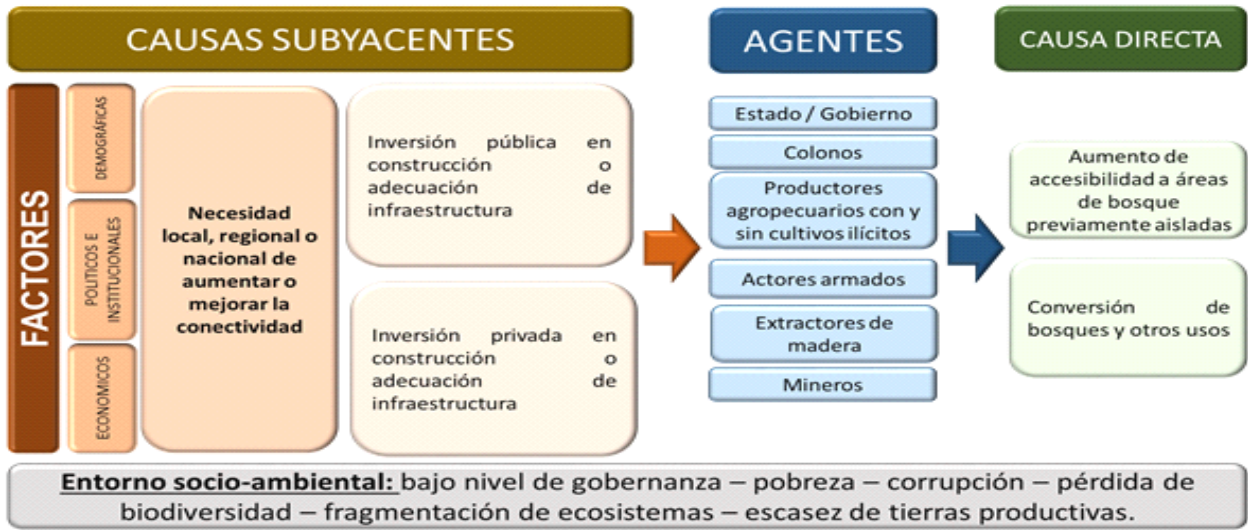 CAUSAS SUBYACENTES
AGENTES
CAUSA DIRECTA
FACTORES
DEMOGRÁFICAS
POLITICOS E
INSTITUCIONALES
ECONOMICOS
Necesidad
local, regional o
nacional de
aumentar o
mejorar la
conectividad
Inversión pública en
construcción o
adecuación de
infraestructura
Inversión privada en
construcción o
adecuación de
infraestructura
Estado / Gobierno
Colonos
Productores
agropecuarios con y
sin cultivos ilícitos
Actores armados
Extractores de
madera
Mineros
Aumento de
accesibilidad a áreas
de bosque
previamente aisladas
Conversión de
bosques y otros usos
Entorno socio-ambiental: bajo nivel de gobernanza – pobreza – corrupción – pérdida de
biodiversidad – fragmentación de ecosistemas – escasez de tierras productivas.